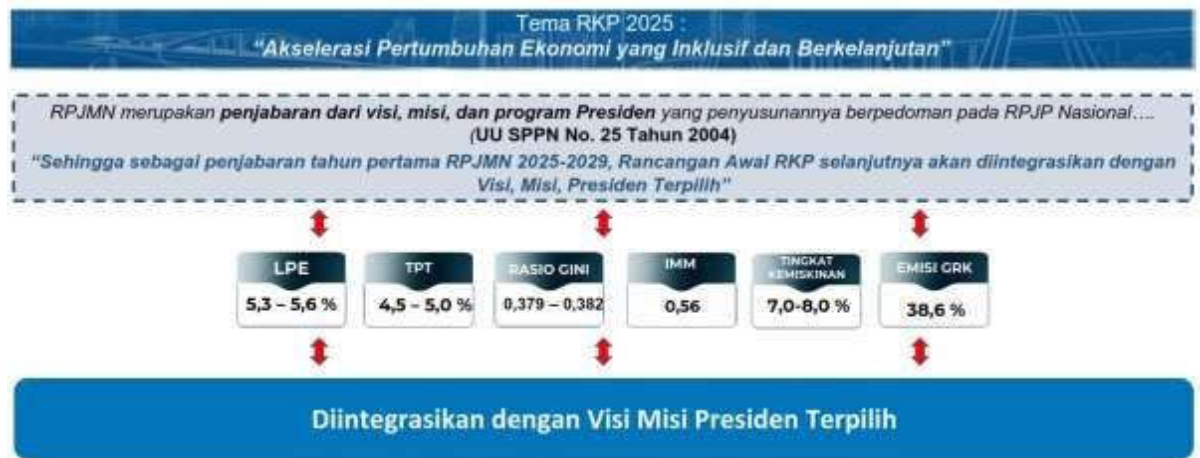 Tema RKP 2025 :
“Akselerasi Pertumbuhan Ekonomi yang Inklusif dan Berkelanjutan”
RPJMN merupakan penjabaran dari visi, misi, dan program Presiden yang penyusunannya berpedoman pada RPJP Nasional….
(UU SPPN No. 25 Tahun 2004)
“Sehingga sebagai penjabaran tahun pertama RPJMN 2025-2029, Rancangan Awal RKP selanjutnya akan diintegrasikan dengan
Visi, Misi, Presiden Terpilih”
LPE
5,3 – 5,6 %
TPT
4,5 – 5,0 %
RASIO GINI
0,379 – 0,382
IMM
0,56
TINGKAT
KEMISKINAN
7,0-8,0 %
EMISI GRK
38,6 %
Diintegrasikan dengan Visi Misi Presiden Terpilih